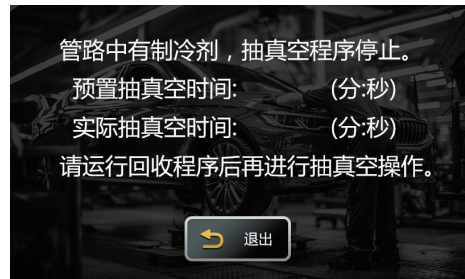 管路中有制冷剂，抽真空程序停止。
预置抽真空时间: (分:秒)
实际抽真空时间: (分:秒)
请运行回收程序后再进行抽真空操作。
退出